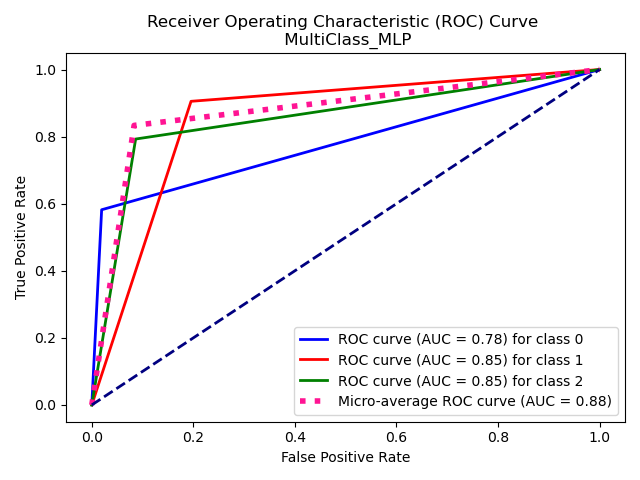 Receiver Operating Characteristic (ROC) Curve
MultiClass_MLP
True Positive Rate
1.0
0.8
0.6
0.4
0.2
0.0
ROC curve (AUC = 0.78) for class 0
ROC curve (AUC = 0.85) for class 1
ROC curve (AUC = 0.85) for class 2
Micro-average ROC curve (AUC = 0.88)
0.0 0.2 0.4 0.6 0.8 1.0
False Positive Rate